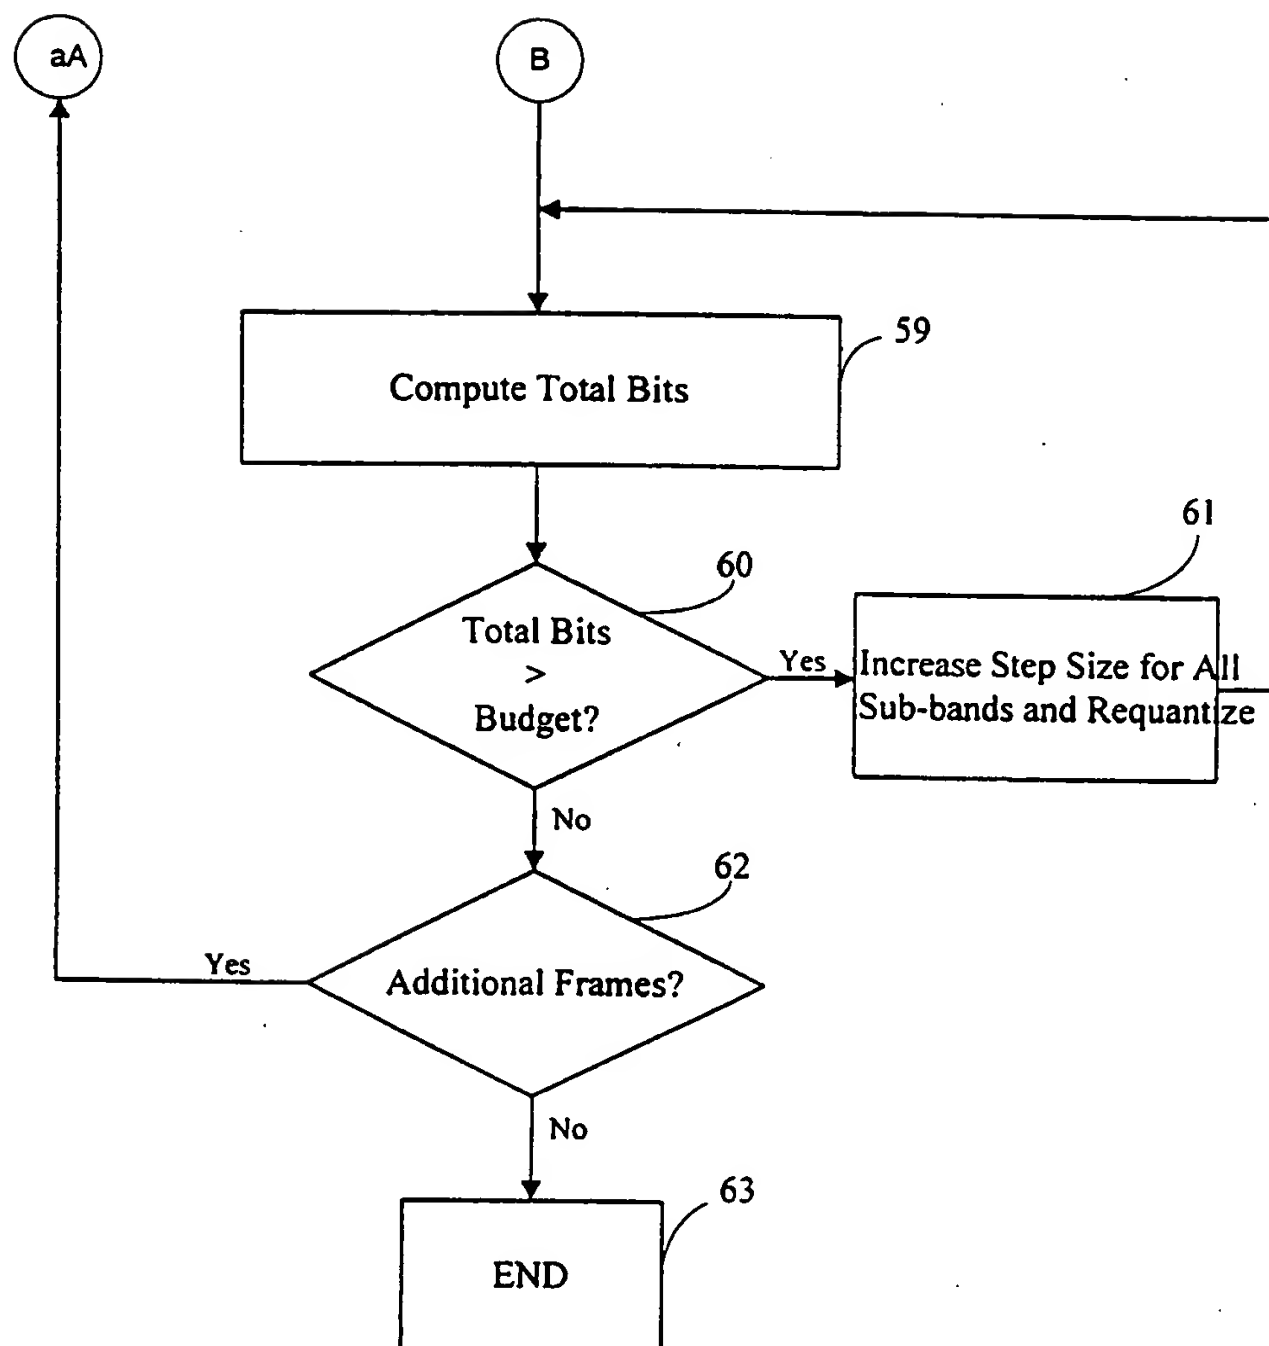 aA
B
59
Compute Total Bits
60
Total Bits
>
Budget?
Yes
61
Increase Step Size for All
Sub-bands and Requantize
No
62
Additional Frames?
Yes
No
63
END